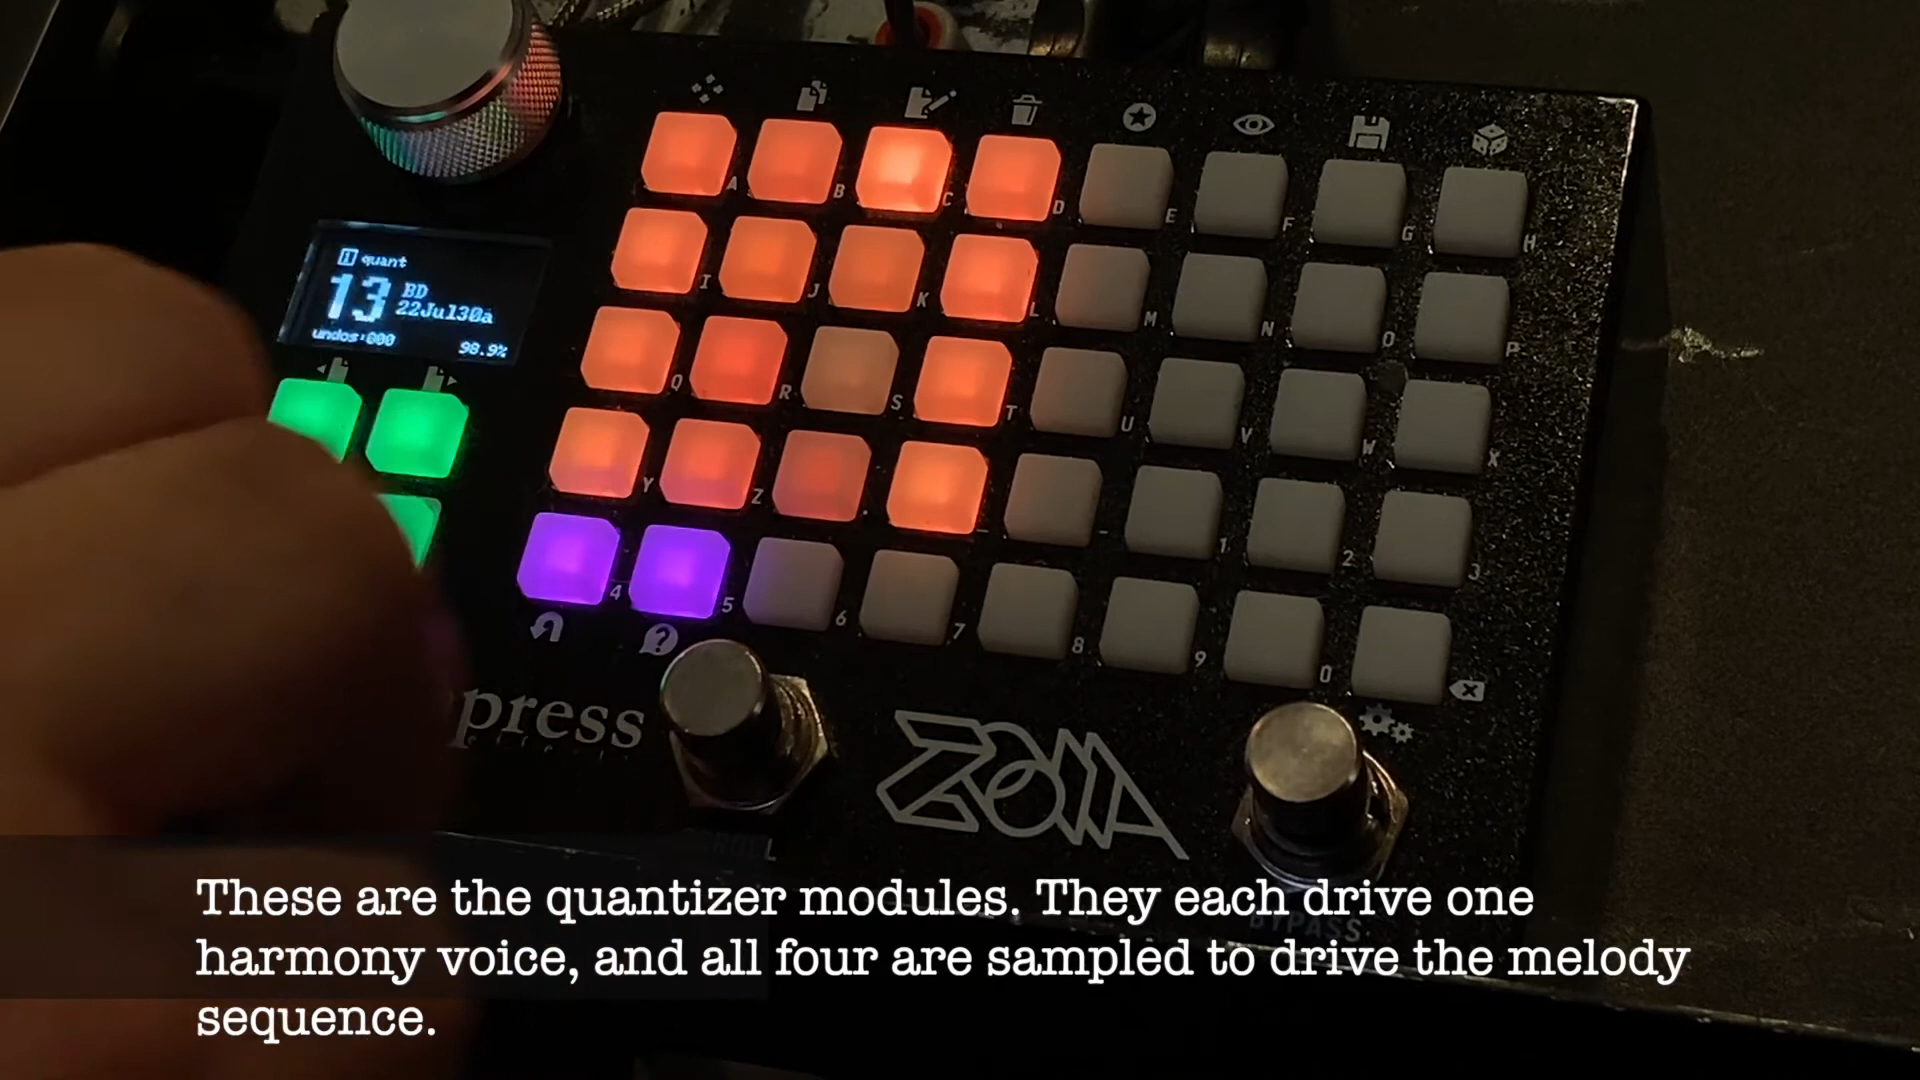 quant
13 BD
22Jul30a
undos:000 98.9%
A B C D E F G H
I J K L M N O P
Q R S T U V W X
Y Z . - 1 2 3
4 5 6 7 8 9 0
press
ZOIA
BYPASS
These are the quantizer modules. They each drive one
harmony voice, and all four are sampled to drive the melody
sequence.